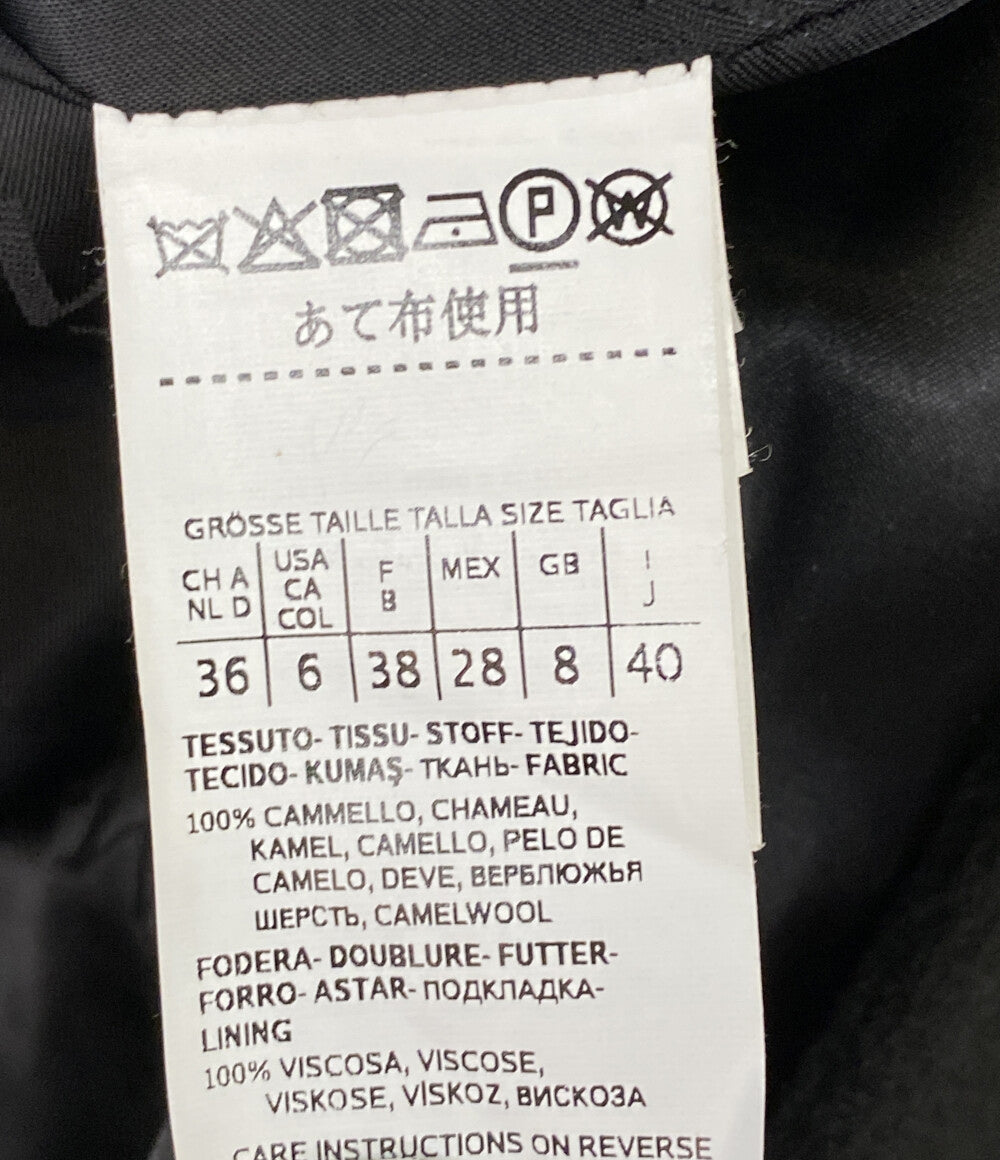 P W
あて布使用
GRÖSSE TAILLE TALLA SIZE TAGLIA
CH A NL D USA CA COL F B MEX GB I J
36 6 38 28 8 40
TESSUTO- TISSU- STOFF- TEJIDO-
TECIDO- KUMAŞ- ТКАНЬ- FABRIC
100% CAMMELLO, CHAMEAU,
KAMEL, CAMELLO, PELO DE
CAMELO, DEVE, ВЕРБЛЮЖЬЯ
ШЕРСТЬ, CAMELWOOL
FODERA- DOUBLURE- FUTTER-
FORRO- ASTAR- ПОДКЛАДКА-
LINING
100% VISCOSA, VISCOSE,
VISKOSE, VİSKOZ, ВИСКОЗА
CARE INSTRUCTIONS ON REVERSE